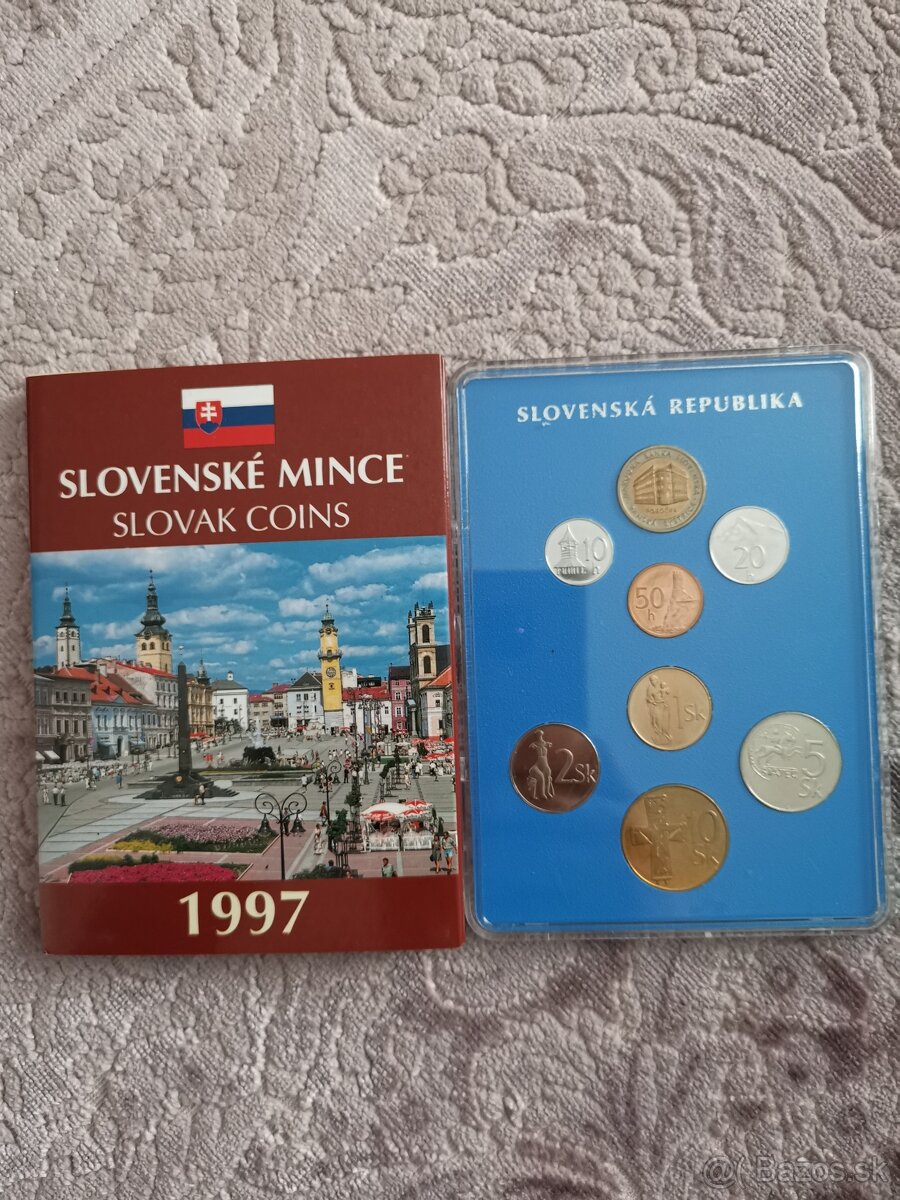 SLOVENSKÉ MINCE
SLOVAK COINS
1997
SLOVENSKÁ REPUBLIKA
10
h
20
h
50
h
1 Sk
2 Sk
5
Sk
10
Sk
Bazos.sk